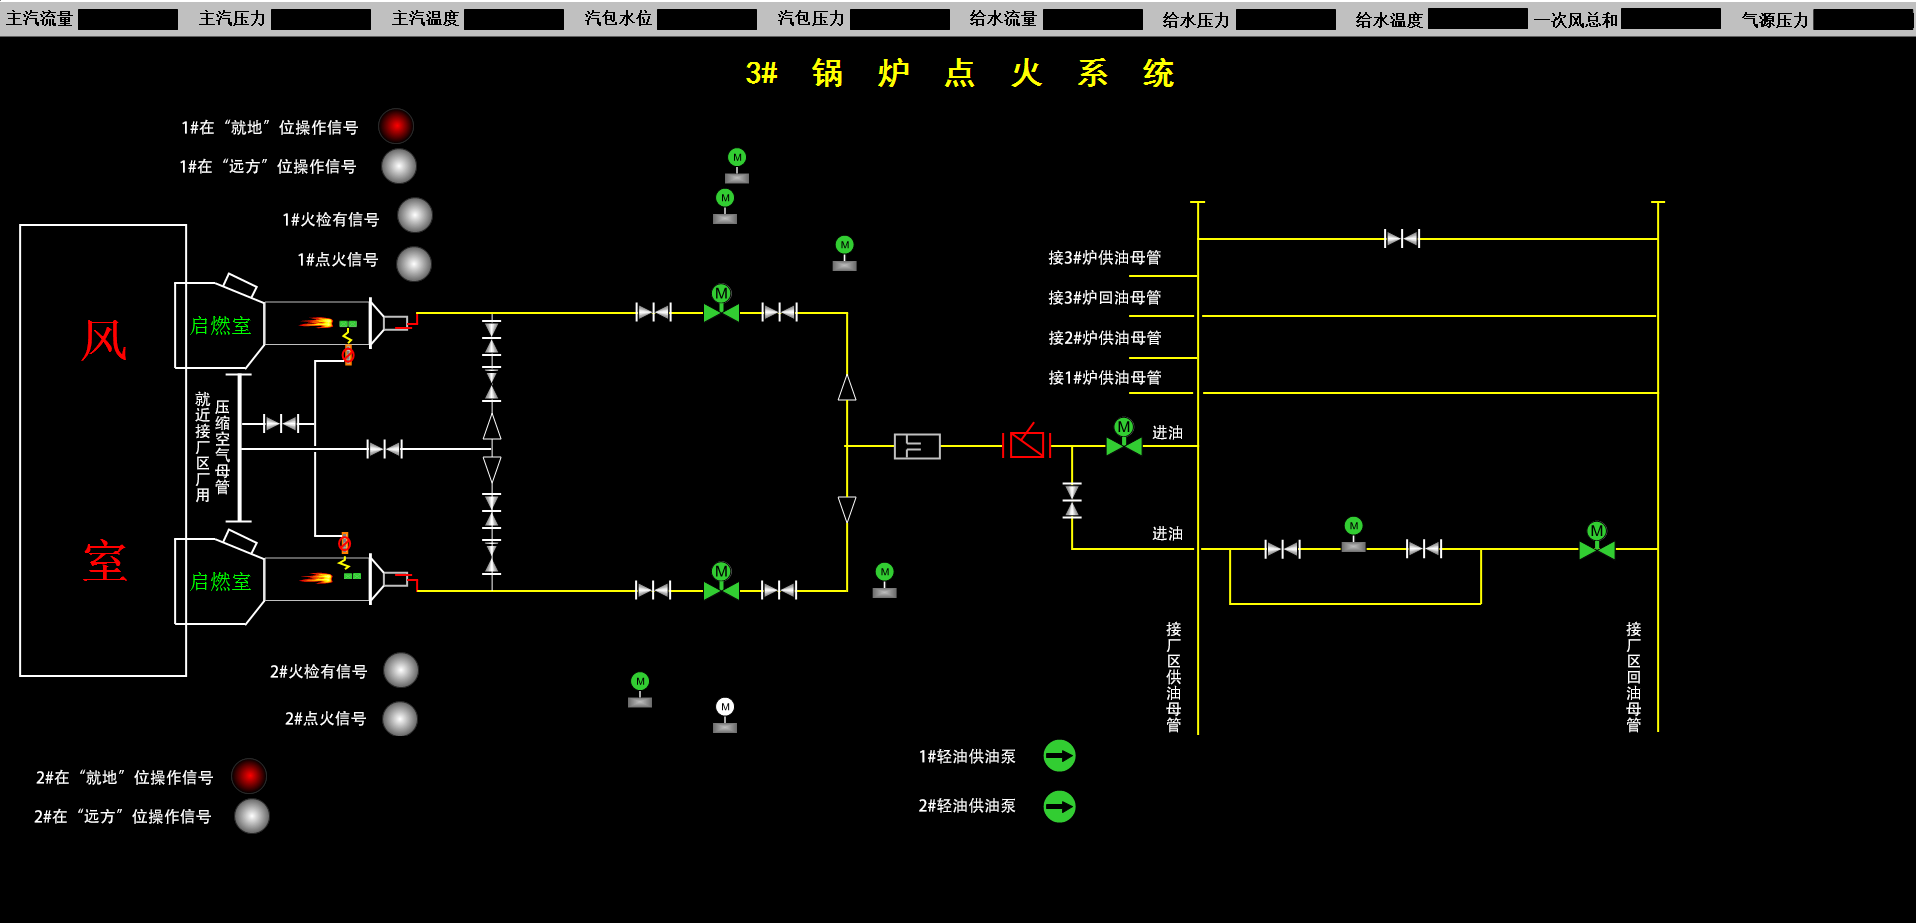 主汽流量 主汽压力 主汽温度 汽包水位 汽包压力 给水流量 给水压力 给水温度 一次风总和 气源压力
3# 锅 炉 点 火 系 统
1#在“就地”位操作信号
1#在“远方”位操作信号
1#火检有信号
1#点火信号
M
M
M
接3#炉供油母管
接3#炉回油母管
接2#炉供油母管
接1#炉供油母管
风
室
启燃室
M
就近接厂区厂用
压缩空气母管
M
进油
进油
M
M
启燃室
M
M
接厂区供油母管
接厂区回油母管
2#火检有信号
2#点火信号
M
M
1#轻油供油泵
2#轻油供油泵
2#在“就地”位操作信号
2#在“远方”位操作信号